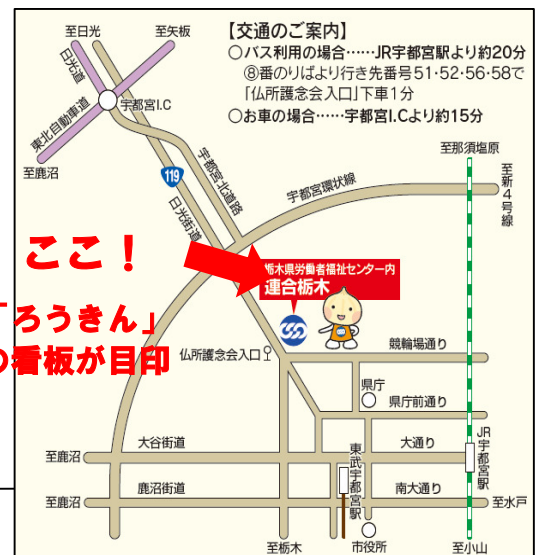 【交通のご案内】
○バス利用の場合……JR宇都宮駅より約20分
⑧番のりばより行き先番号51・52・56・58で
「仏所護念会入口」下車1分
○お車の場合……宇都宮I.Cより約15分
至日光
至矢板
日光道
宇都宮I.C
東北自動車道
至鹿沼
119
宇都宮北道路
日光街道
宇都宮環状線
至那須塩原
至新4号線
ここ！
「ろうきん」
の看板が目印
栃木県労働者福祉センター内
連合栃木
仏所護念会入口
競輪場通り
県庁
県庁前通り
大谷街道
大通り
至鹿沼
東武宇都宮駅
JR宇都宮駅
鹿沼街道
南大通り
至鹿沼
至水戸
至栃木
市役所
至小山